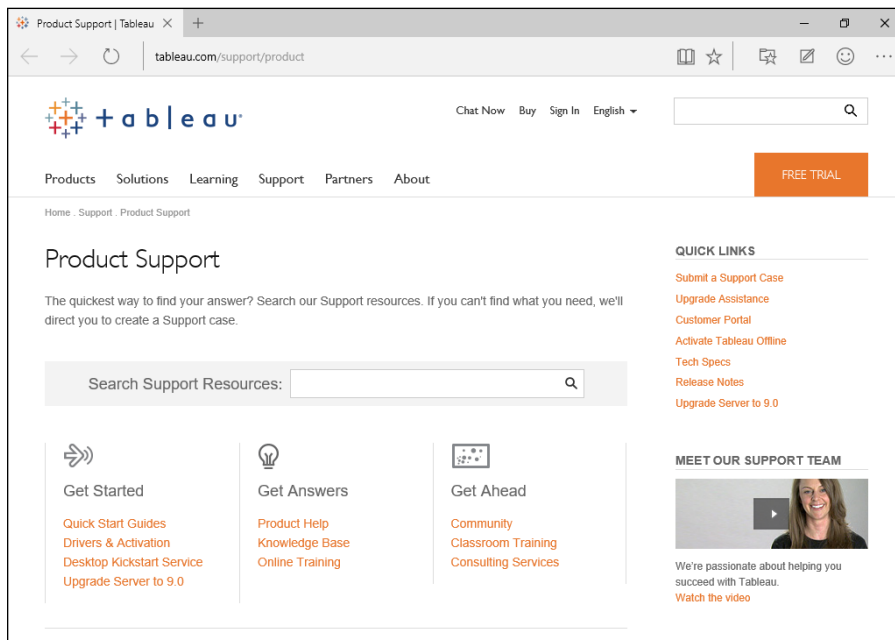 Product Support | Tableau
tableau.com/support/product
+ a b | e a u
Chat Now Buy Sign In English
Products Solutions Learning Support Partners About
FREE TRIAL
Home . Support . Product Support
Product Support
The quickest way to find your answer? Search our Support resources. If you can't find what you need, we'll
direct you to create a Support case.
Search Support Resources:
Get Started
Quick Start Guides
Drivers & Activation
Desktop Kickstart Service
Upgrade Server to 9.0
Get Answers
Product Help
Knowledge Base
Online Training
Get Ahead
Community
Classroom Training
Consulting Services
QUICK LINKS
Submit a Support Case
Upgrade Assistance
Customer Portal
Activate Tableau Offline
Tech Specs
Release Notes
Upgrade Server to 9.0
MEET OUR SUPPORT TEAM
We're passionate about helping you
succeed with Tableau.
Watch the video